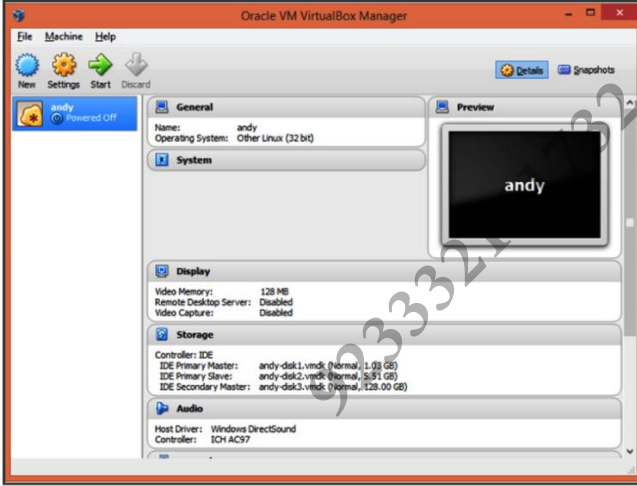 Oracle VM VirtualBox Manager
File Machine Help
New Settings Start Discard
Details Snapshots
andy
Powered Off
General
Name: andy
Operating System: Other Linux (32 bit)
System
Preview
andy
Display
Video Memory: 128 MB
Remote Desktop Server: Disabled
Video Capture: Disabled
Storage
Controller: IDE
IDE Primary Master: andy-disk1.vmdk (Normal, 1.03 GB)
IDE Primary Slave: andy-disk2.vmdk (Normal, 5.51 GB)
IDE Secondary Master: andy-disk3.vmdk (Normal, 128.00 GB)
Audio
Host Driver: Windows DirectSound
Controller: ICH AC97